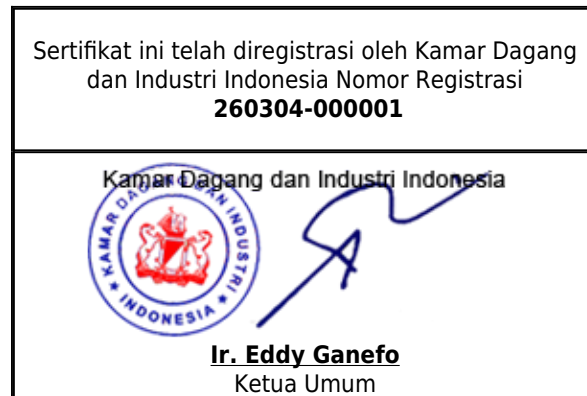 Sertifikat ini telah diregistrasi oleh Kamar Dagang
dan Industri Indonesia Nomor Registrasi
260304-000001
Kamar Dagang dan Industri Indonesia
KAMAR DAGANG DAN INDUSTRI
* INDONESIA *
Ir. Eddy Ganefo
Ketua Umum